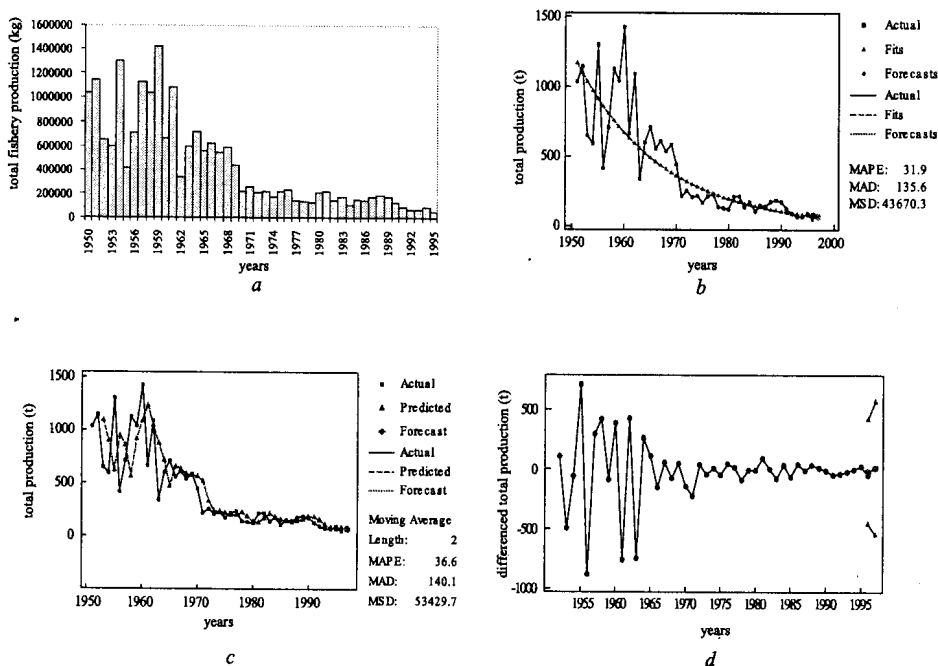 total fishery production (kg)
1600000
1400000
1200000
1000000
800000
600000
400000
200000
0
1950
1953
1956
1959
1962
1965
1968
1971
1974
1977
1980
1983
1986
1989
1992
1995
years
a
total production (t)
1500
1000
500
0
1950
1960
1970
1980
1990
2000
years
Actual
Fits
Forecasts
Actual
Fits
Forecasts
MAPE: 31.9
MAD: 135.6
MSD: 43670.3
b
total production (t)
1500
1000
500
0
1950
1960
1970
1980
1990
years
Actual
Predicted
Forecast
Actual
Predicted
Forecast
Moving Average
Length: 2
MAPE: 36.6
MAD: 140.1
MSD: 53429.7
c
differenced total production (t)
500
0
-500
-1000
1955
1960
1965
1970
1975
1980
1985
1990
1995
years
d